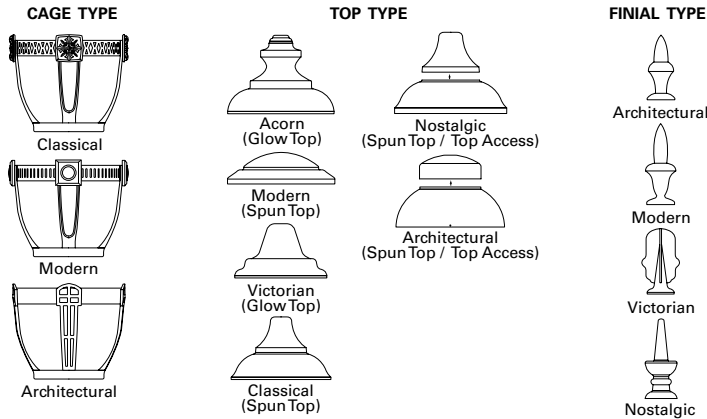 CAGE TYPE
Classical
Modern
Architectural
TOP TYPE
Acorn
(Glow Top)
Modern
(Spun Top)
Victorian
(Glow Top)
Classical
(Spun Top)
Nostalgic
(Spun Top / Top Access)
Architectural
(Spun Top / Top Access)
FINIAL TYPE
Architectural
Modern
Victorian
Nostalgic